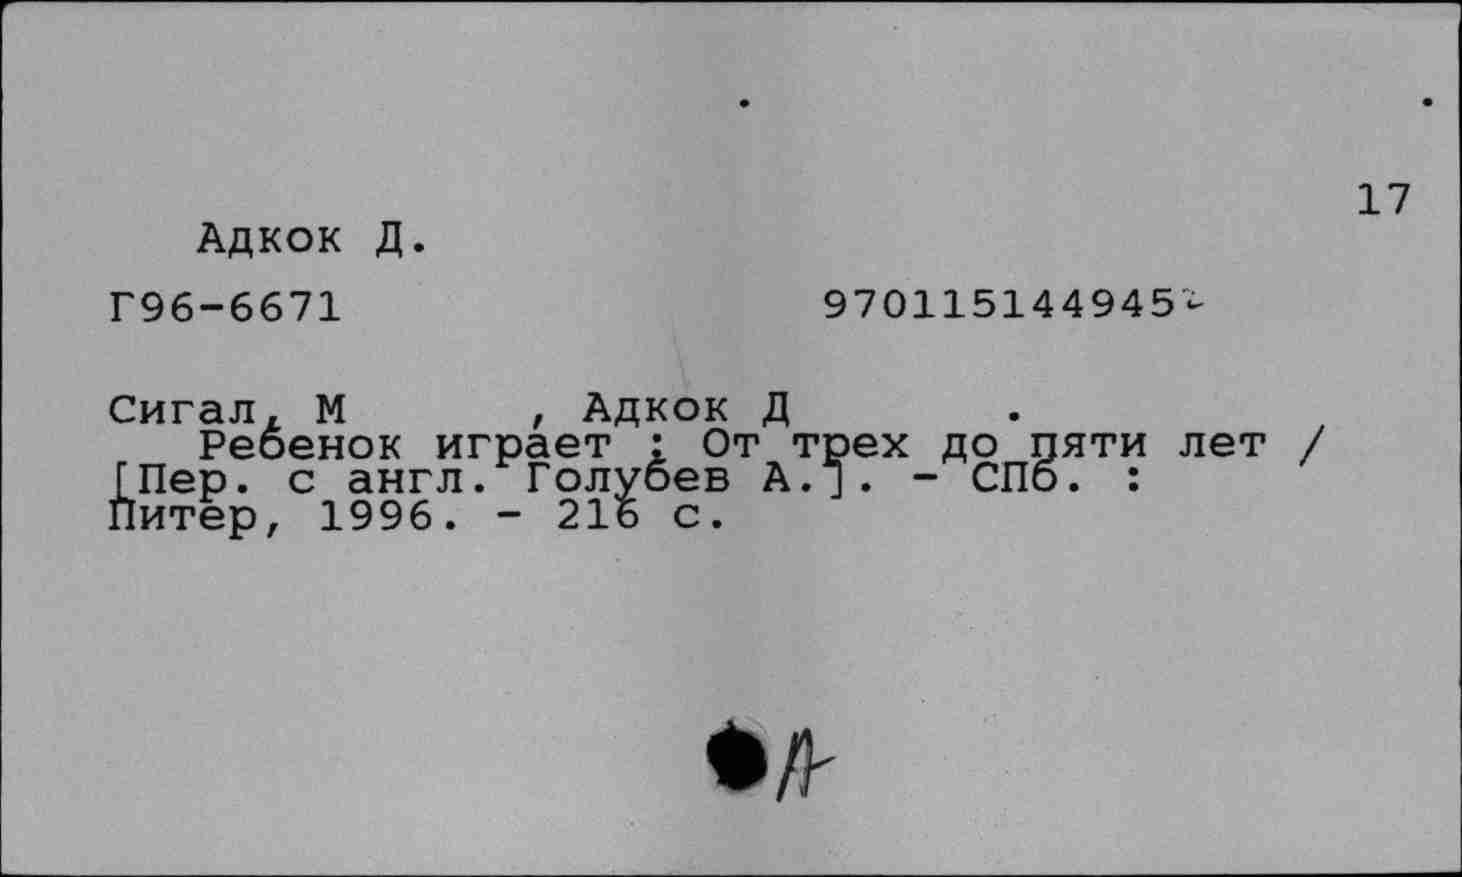 17
Адкок Д.
Г96-6671 970115144945
Сигал, М , Адкок Д .
Ребенок играет : От трех до пяти лет /
[Пер. с англ. Голубев А.]. - СПб. :
Питер, 1996. - 216 с.